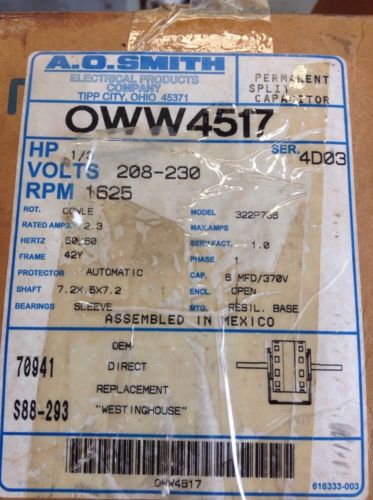 A.O.SMITH
ELECTRICAL PRODUCTS
COMPANY
TIPP CITY, OHIO 45371
PERMANENT
SPLIT
CAPACITOR
OWW4517
HP
VOLTS 208-230
RPM 1625
SER. 4D03
ROT. COWLE
RATED AMPS. 2.3
HERTZ 50/60
FRAME 42Y
PROTECTOR AUTOMATIC
SHAFT 7.2X.5X7.2
BEARINGS SLEEVE
MODEL
MAX.AMPS
SERV.FACT. 1.0
PHASE 1
CAP. 6 MFD/370V
ENCL. OPEN
MTG. RESIL. BASE
ASSEMBLED IN MEXICO
70941
S88-293
OEM
DIRECT
REPLACEMENT
"WESTINGHOUSE"
OWW4517
618333-003